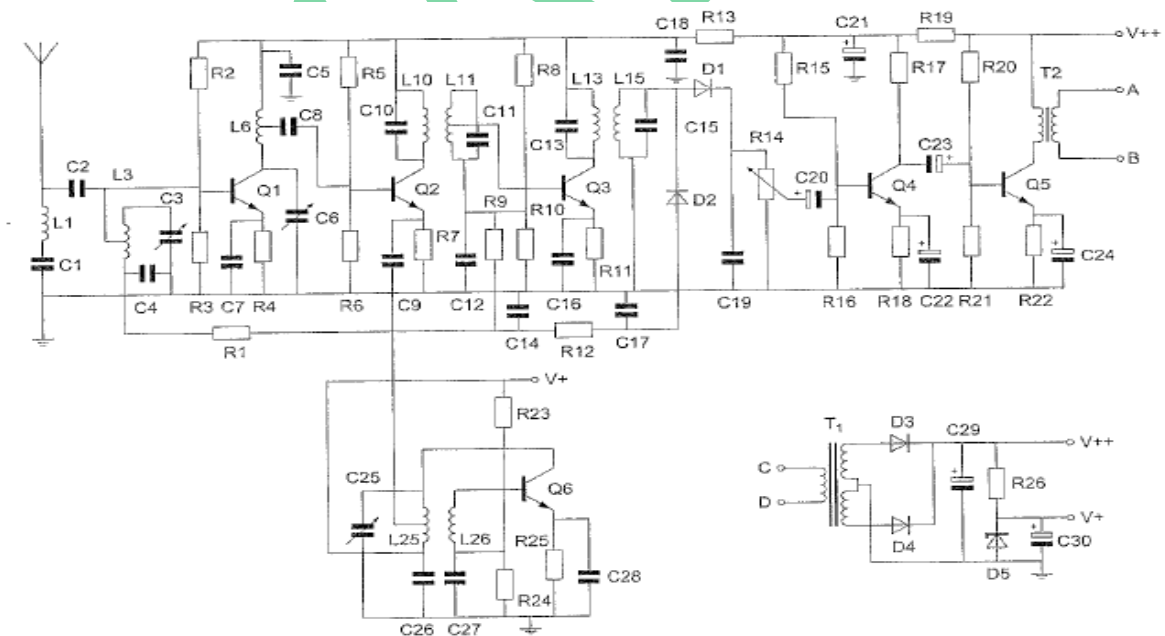 C18 R13 C21 R19
V++
R2 C5 R5 L10 L11 R8 L13 L15 D1 R15 R17 R20 T2
A
L6 C8 C10 C11 C13 C15 R14 C23
B
C2 L3 C3 Q1 C6 Q2 R9 R10 Q3 D2 C20 Q4 Q5
L1 C1 R7 R11 C24
C4 R3 C7 R4 R6 C9 C12 C16 C19 R16 R18 C22 R21 R22
R1 C14 R12 C17
V+
R23
C25 Q6
L25 L26 R25
R24 C28
C26 C27
T1 D3 C29 V++
C
D R26
V+
D4 D5 C30